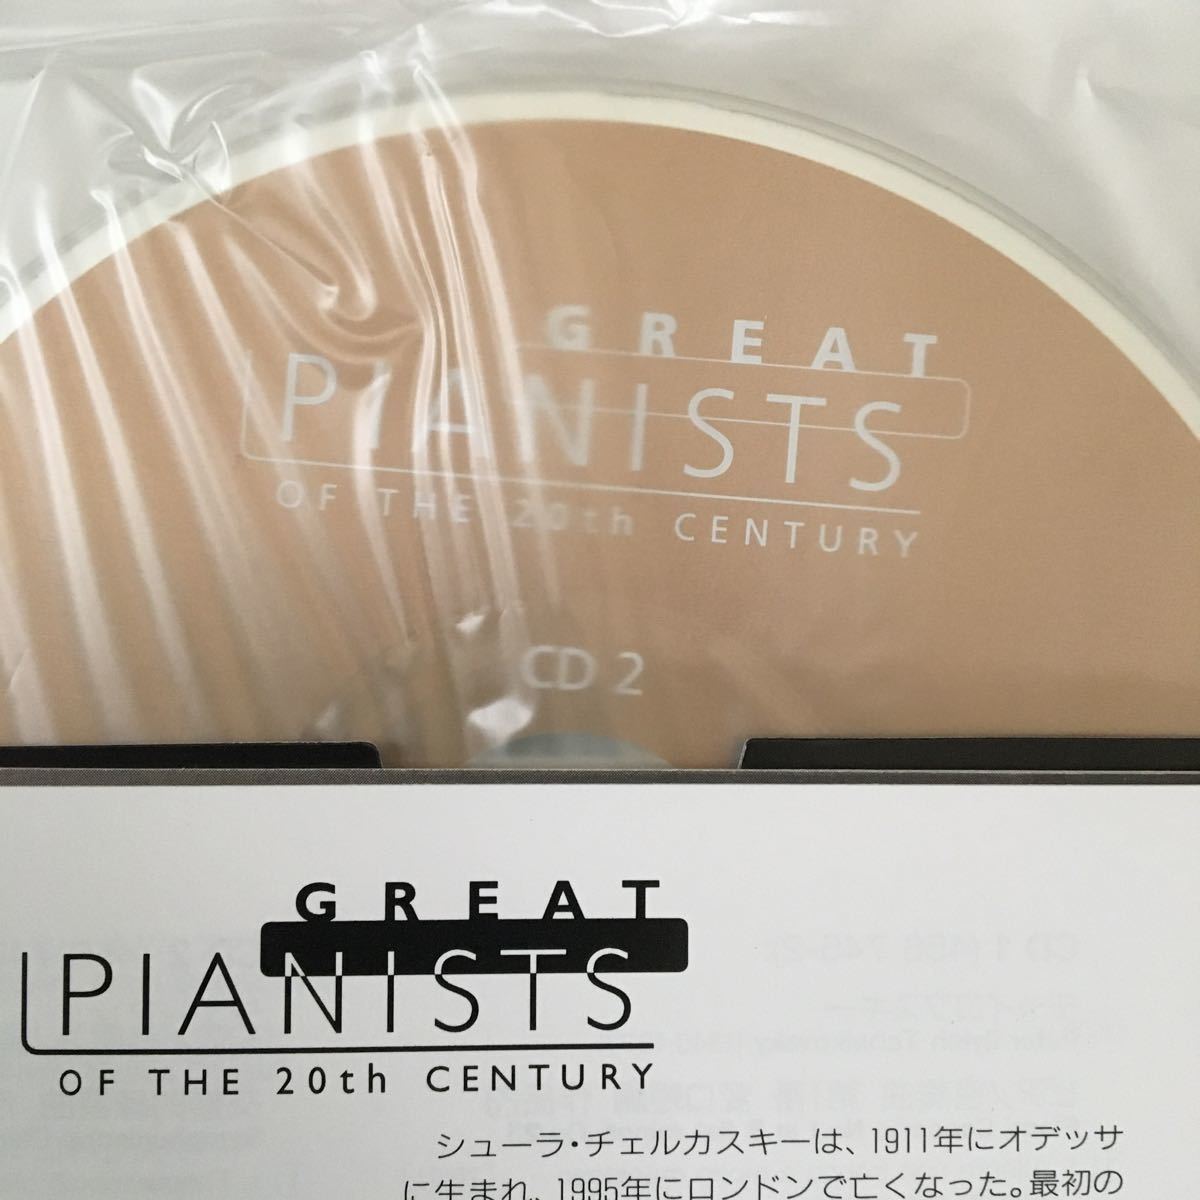 GREAT
PIANISTS
OF THE 20th CENTURY
CD 2
GREAT
PIANISTS
OF THE 20th CENTURY
シューラ・チェルカスキーは、1911年にオデッサ
に生まれ、1995年にロンドンで亡くなった。最初の